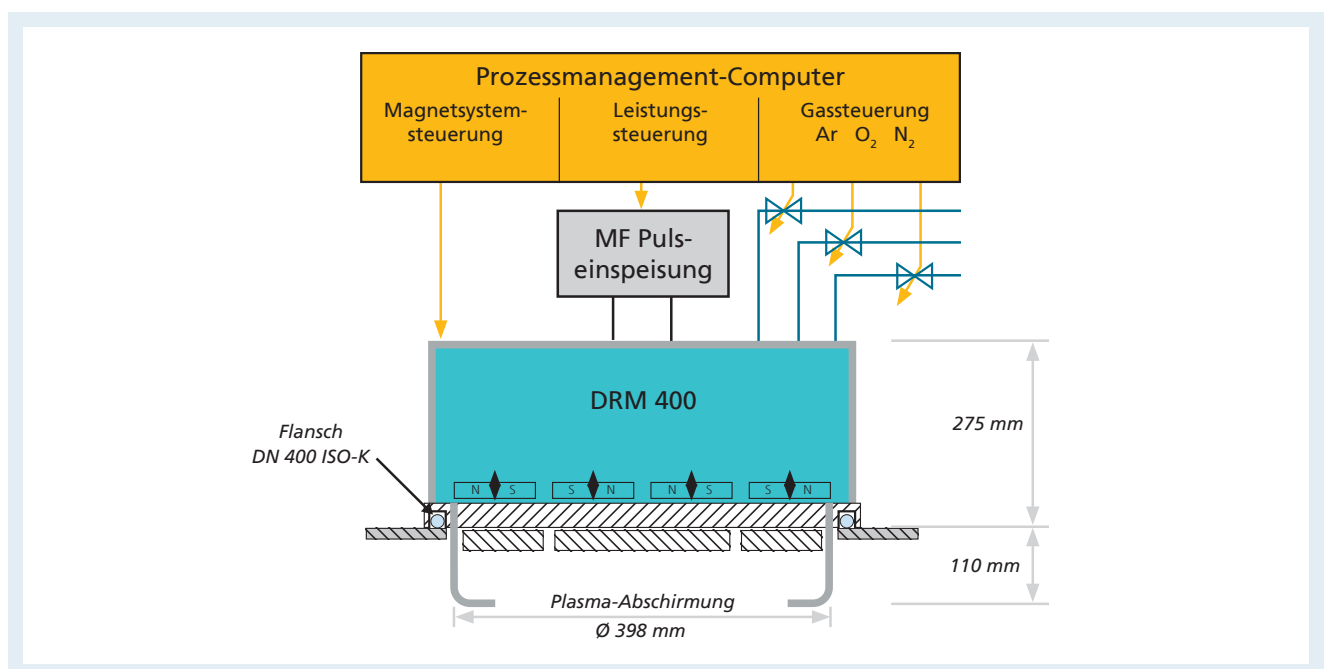 Prozessmanagement-Computer
Magnetsystem-
steuerung
Leistungs-
steuerung
Gassteuerung
Ar O₂ N₂
MF Puls-
einspeisung
DRM 400
Flansch
DN 400 ISO-K
275 mm
N S S N N S S N
110 mm
Plasma-Abschirmung
Ø 398 mm